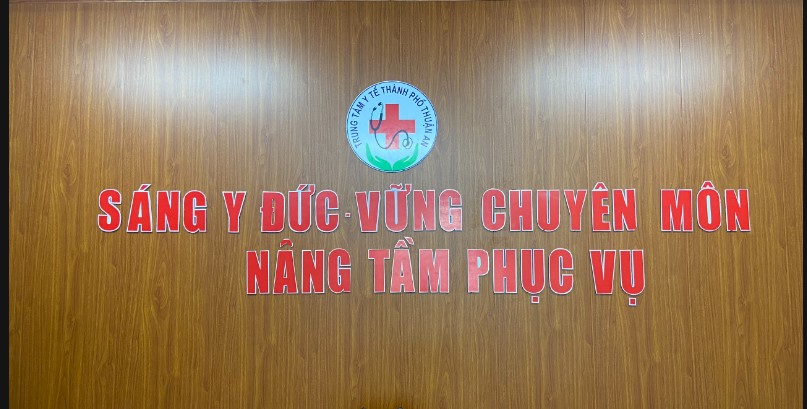 TRUNG TÂM Y TẾ THÀNH PHỐ THUẬN AN
SÁNG Y ĐỨC - VỮNG CHUYÊN MÔN
NÂNG TẦM PHỤC VỤ